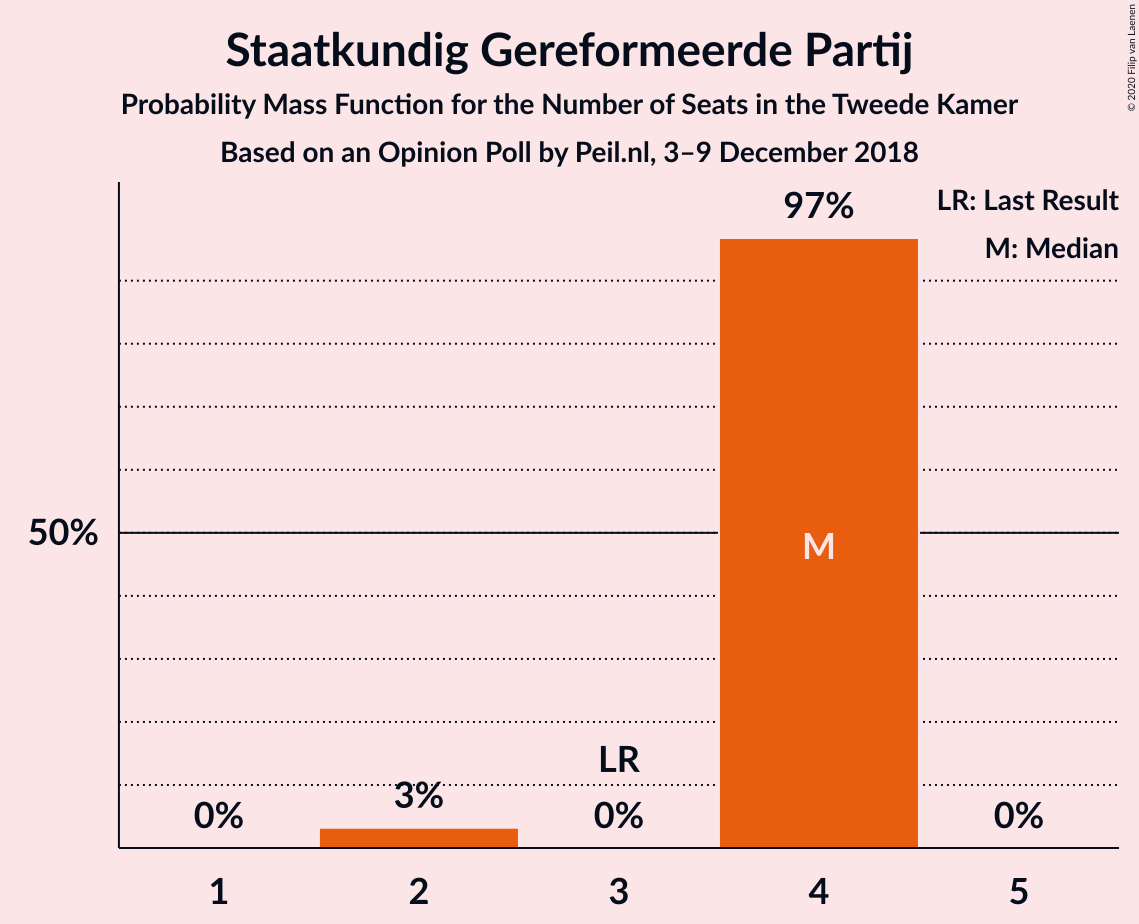 Staatkundig Gereformeerde Partij
Probability Mass Function for the Number of Seats in the Tweede Kamer
Based on an Opinion Poll by Peil.nl, 3–9 December 2018
© 2020 Filip van Laenen
LR: Last Result
M: Median
97%
50%
M
LR
0%
3%
0%
0%
1
2
3
4
5